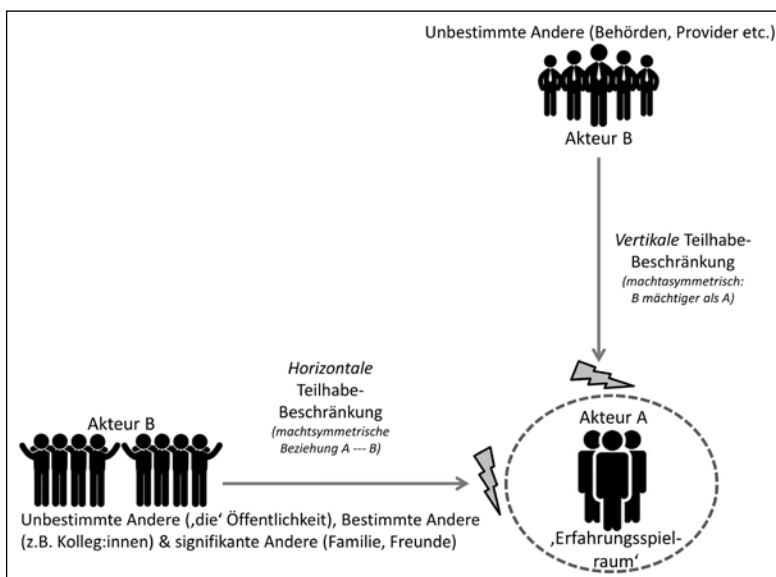 Unbestimmte Andere (Behörden, Provider etc.)
Akteur B
Vertikale Teilhabe-
Beschränkung
(machtasymmetrisch:
B mächtiger als A)
Horizontale
Teilhabe-
Beschränkung
(machtsymmetrische
Beziehung A --- B)
Akteur B
Unbestimmte Andere (‚die‘ Öffentlichkeit), Bestimmte Andere
(z.B. Kolleg:innen) & signifikante Andere (Familie, Freunde)
Akteur A
‚Erfahrungsspiel-
raum‘